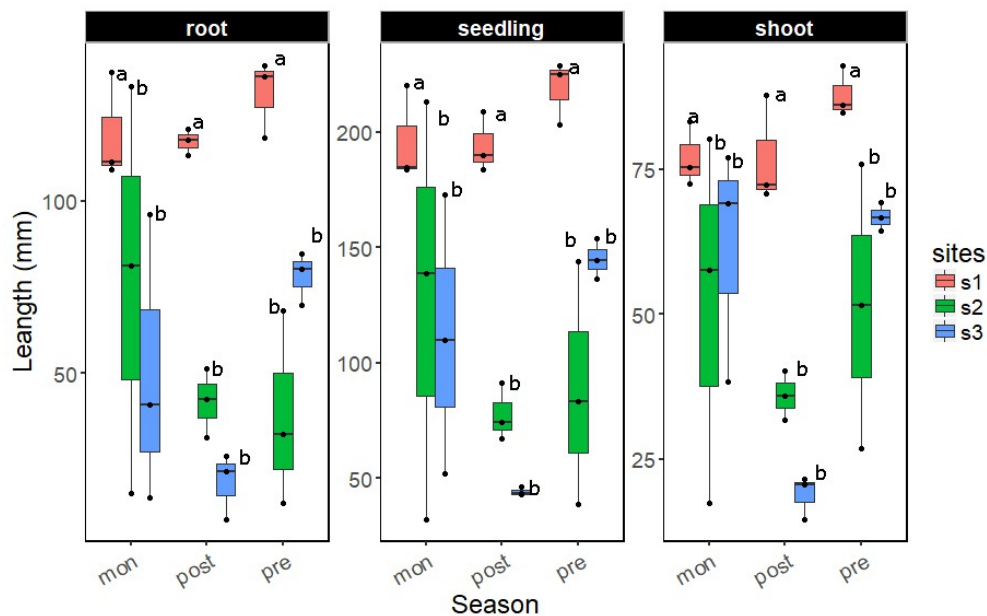 root
seedling
shoot
Leangth (mm)
100
50
200
150
100
50
75
50
25
a
b
b
a
b
b
a
b
b
a
b
b
a
b
b
a
b
b
a
b
b
a
b
b
a
b
b
mon
post
pre
mon
post
pre
mon
post
pre
Season
sites
s1
s2
s3